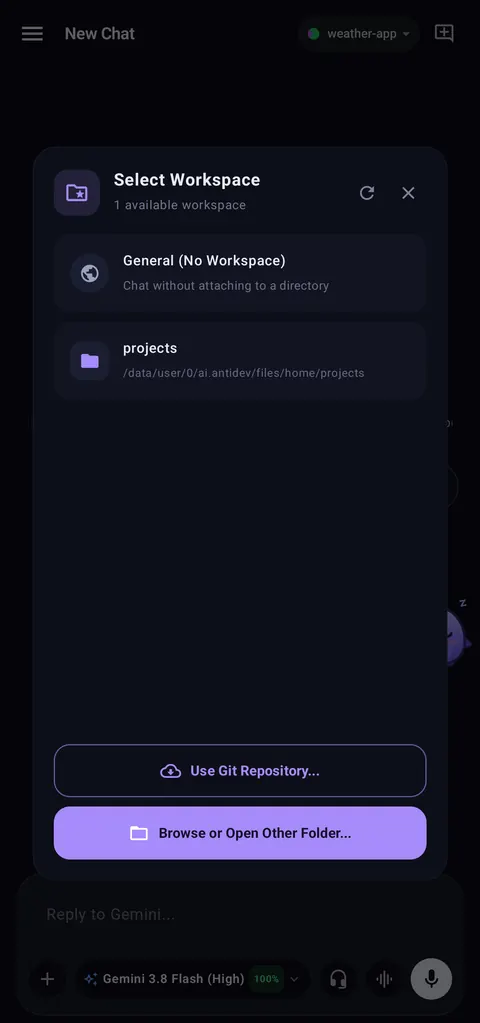 New Chat
weather-app
Select Workspace
1 available workspace
General (No Workspace)
Chat without attaching to a directory
projects
/data/user/0/ai.antidev/files/home/projects
z
Use Git Repository...
Browse or Open Other Folder...
Reply to Gemini...
Gemini 3.8 Flash (High) 100%